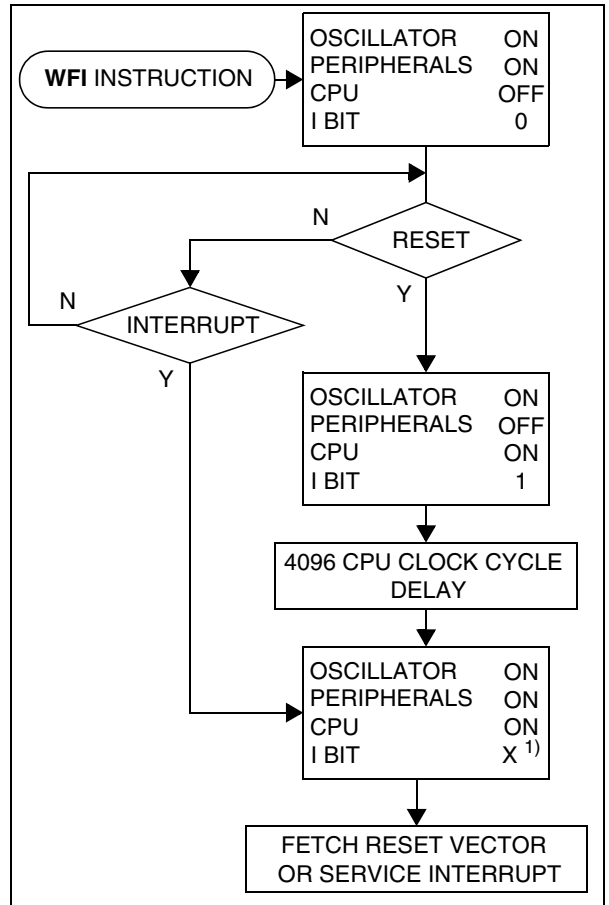 WFI INSTRUCTION
OSCILLATOR ON
PERIPHERALS ON
CPU OFF
I BIT 0
N
RESET
Y
N
INTERRUPT
Y
OSCILLATOR ON
PERIPHERALS OFF
CPU ON
I BIT 1
4096 CPU CLOCK CYCLE
DELAY
OSCILLATOR ON
PERIPHERALS ON
CPU ON
I BIT X 1)
FETCH RESET VECTOR
OR SERVICE INTERRUPT